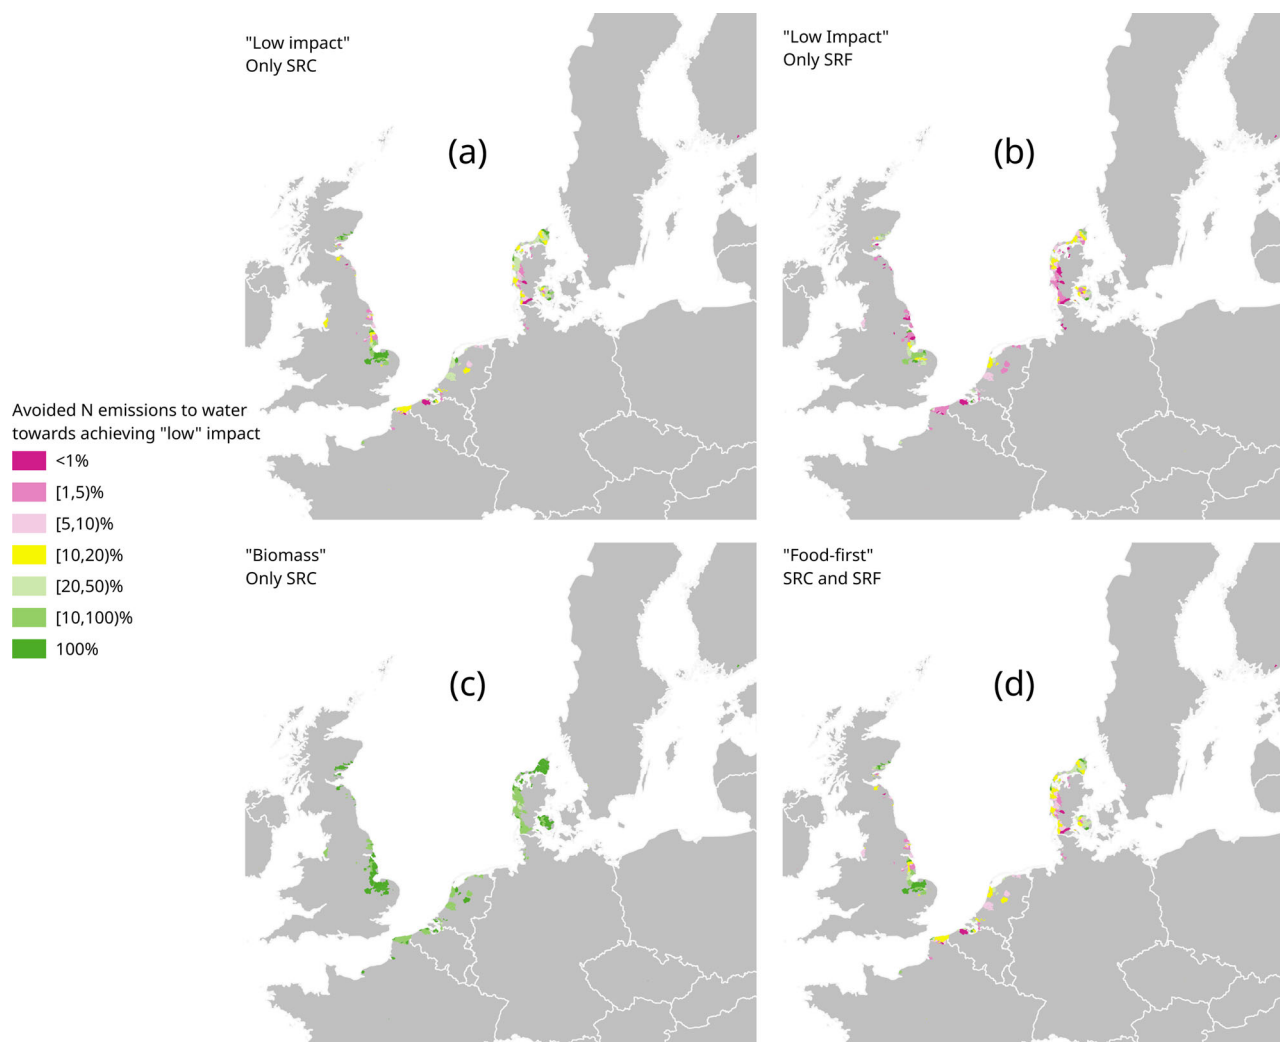 "Low impact"
Only SRC
(a)
"Low Impact"
Only SRF
(b)
Avoided N emissions to water
towards achieving "low" impact
<1%
[1,5)%
[5,10)%
[10,20)%
[20,50)%
[10,100)%
100%
"Biomass"
Only SRC
(c)
"Food-first"
SRC and SRF
(d)